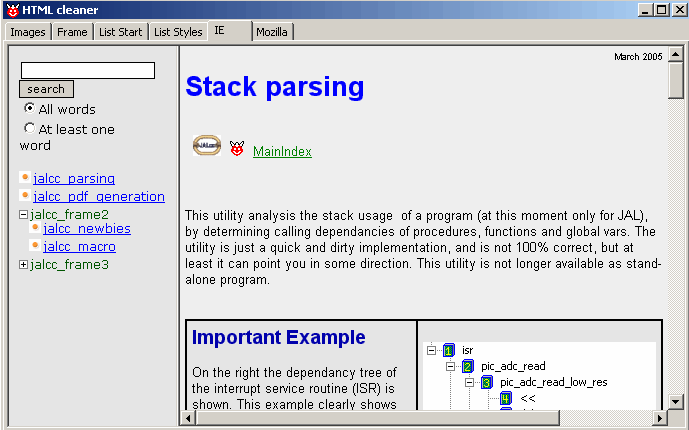 HTML cleaner
Images Frame List Start List Styles IE Mozilla
search
All words
At least one
word
jalcc_parsing
jalcc_pdf_generation
jalcc_frame2
jalcc_newbies
jalcc_macro
jalcc_frame3
March 2005
Stack parsing
JALcc
MainIndex
This utility analysis the stack usage of a program (at this moment only for JAL),
by determining calling dependancies of procedures, functions and global vars. The
utility is just a quick and dirty implementation, and is not 100% correct, but at
least it can point you in some direction. This utility is not longer available as stand-
alone program.
Important Example
On the right the dependancy tree of
the interrupt service routine (ISR) is
shown. This example clearly shows
1 isr
2 pic_adc_read
3 pic_adc_read_low_res
4 <<